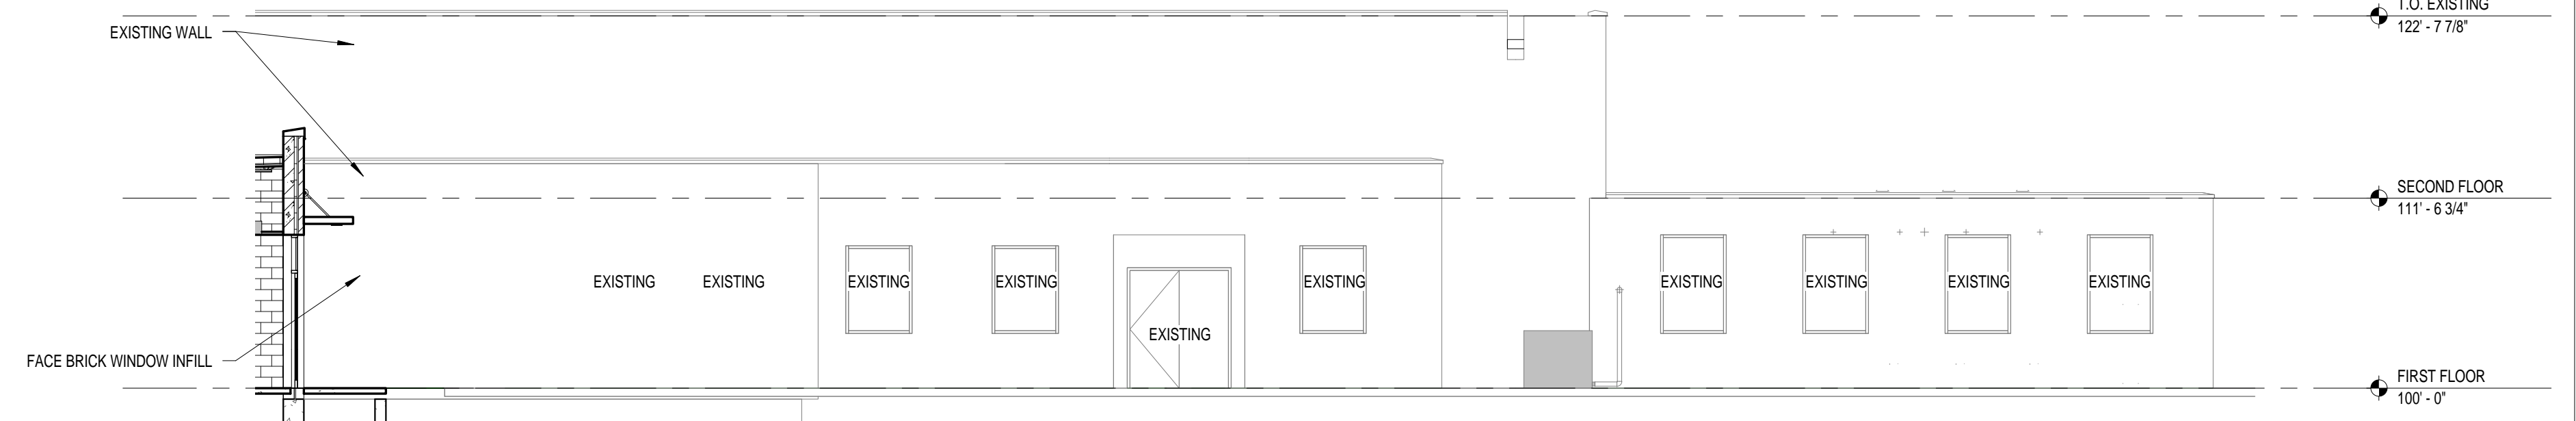 T.O. EXISTING
122' - 7 7/8"
EXISTING WALL
SECOND FLOOR
111' - 6 3/4"
EXISTING
EXISTING
EXISTING
EXISTING
EXISTING
EXISTING
EXISTING
EXISTING
EXISTING
EXISTING
FACE BRICK WINDOW INFILL
FIRST FLOOR
100' - 0"